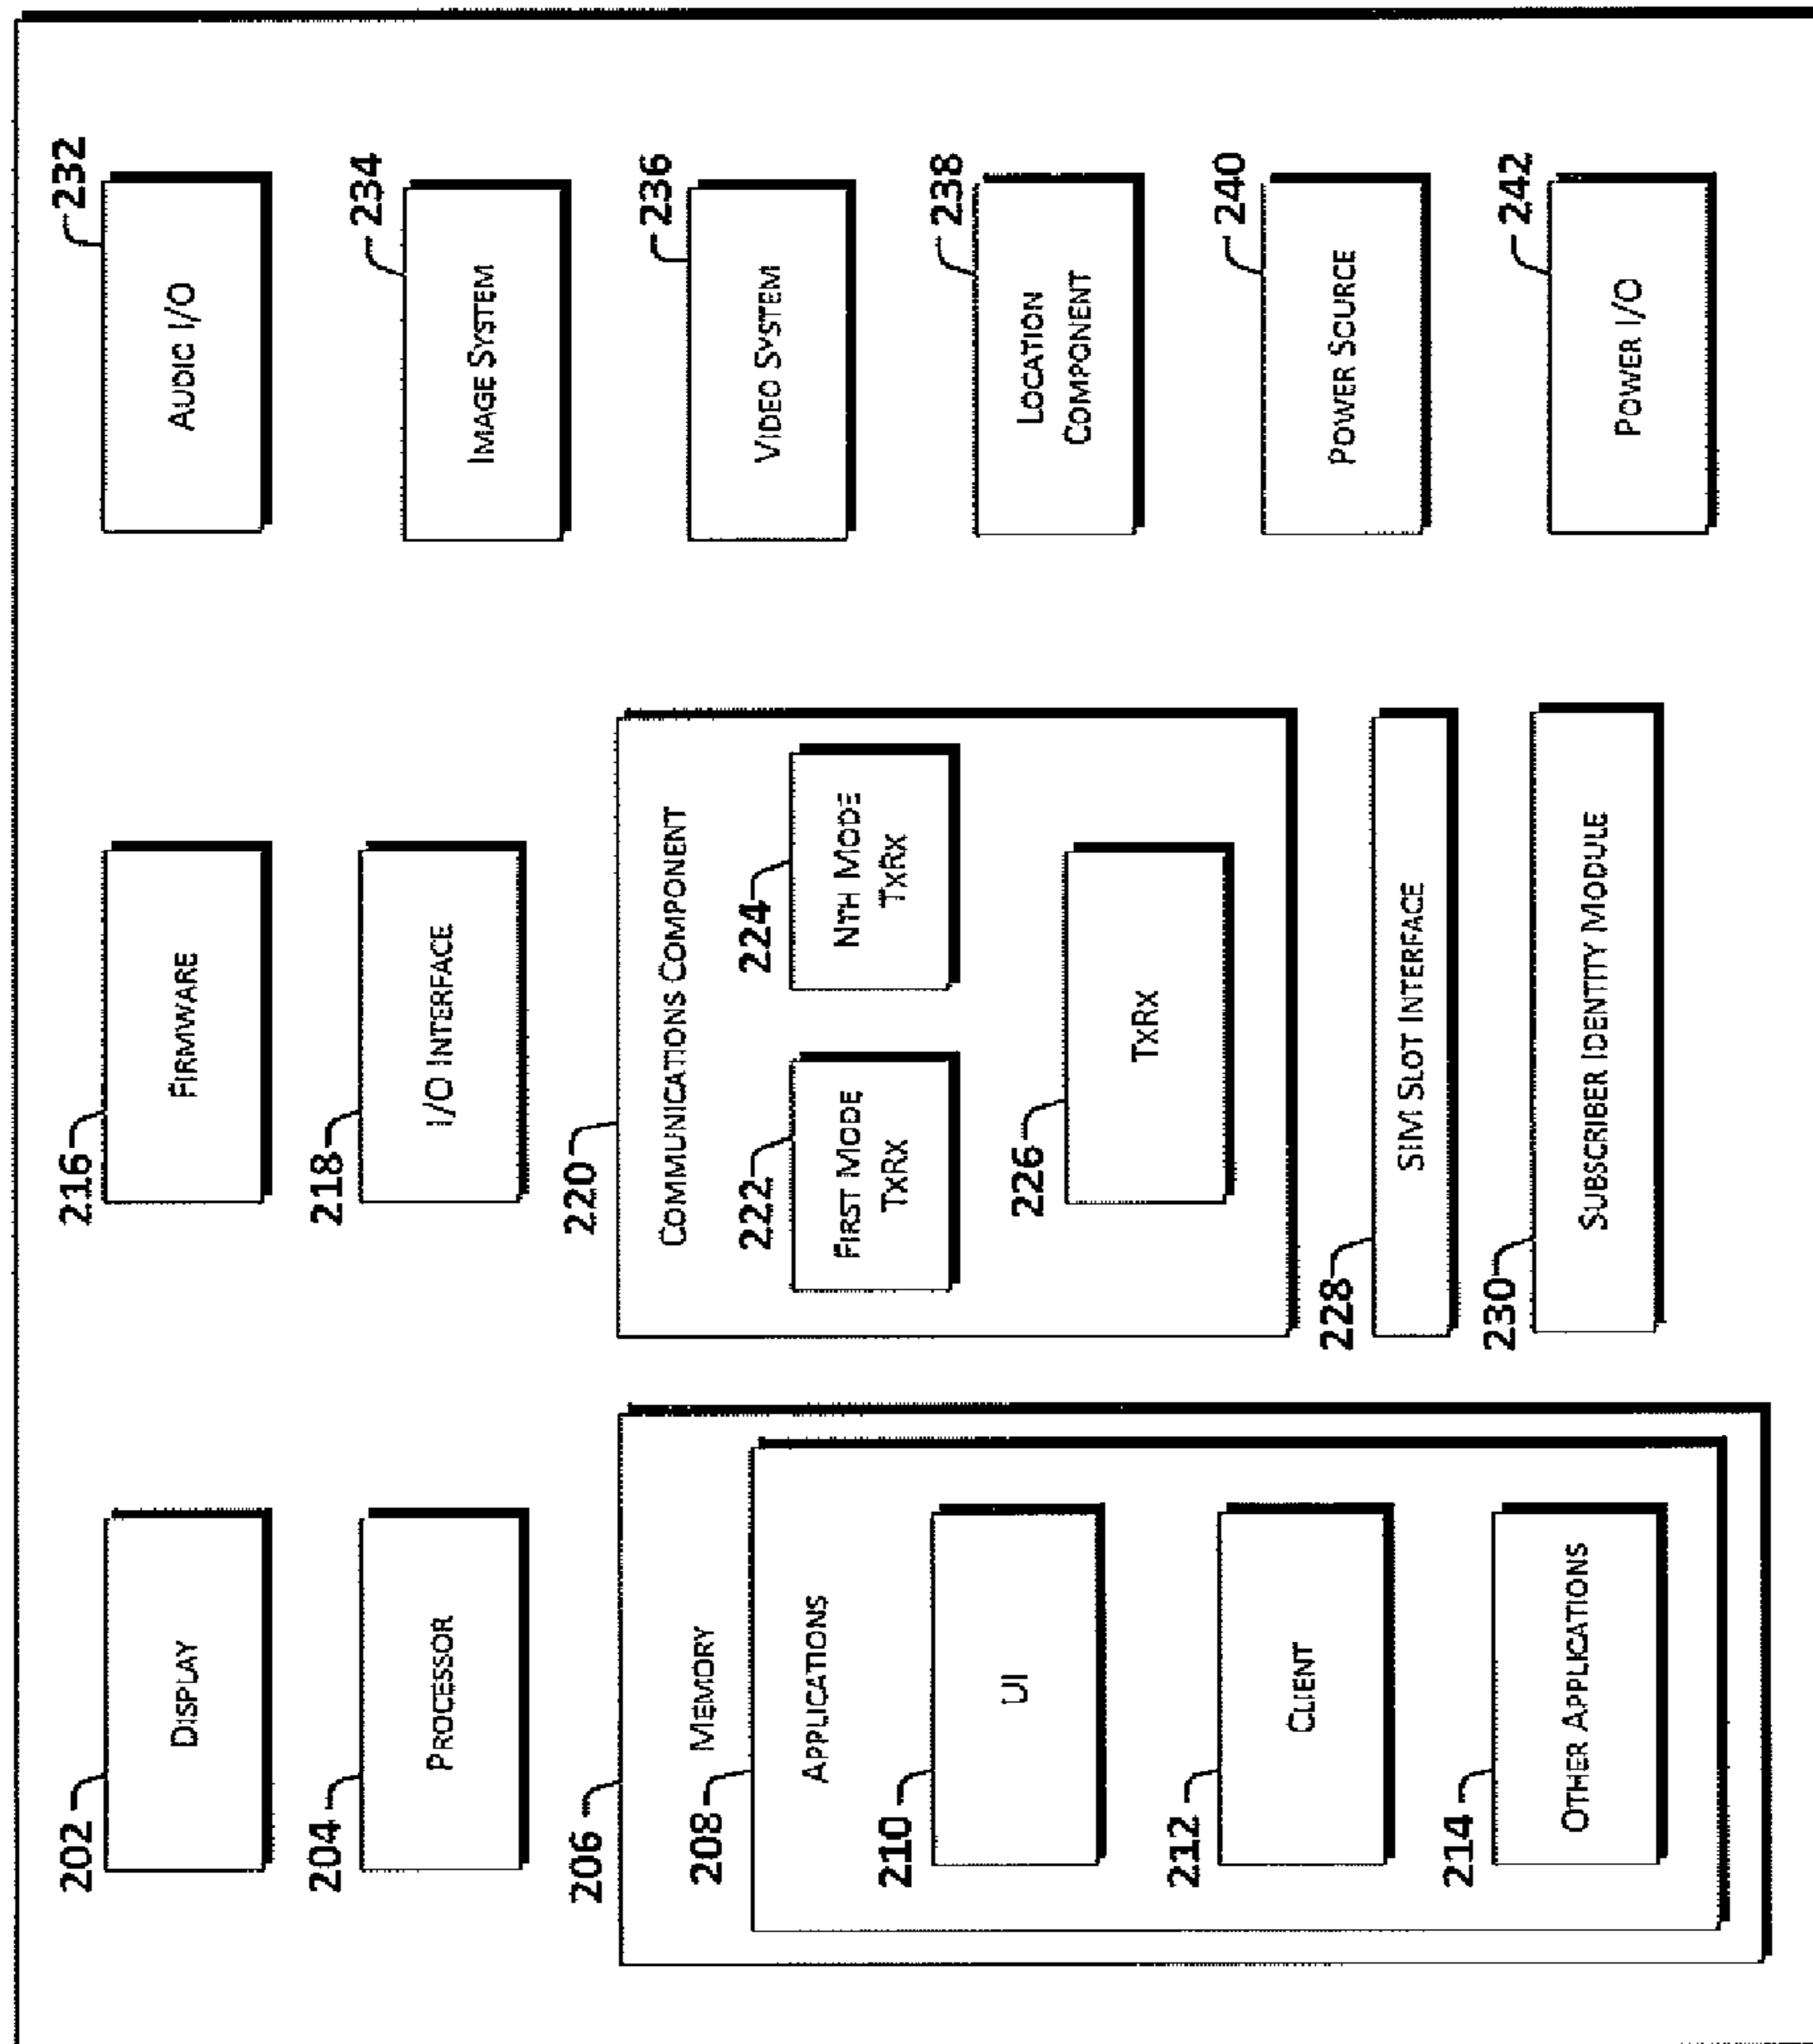 202
DISPLAY
204
PROCESSOR
206
MEMORY
208
APPLICATIONS
210
UI
212
CLIENT
214
OTHER APPLICATIONS
216
FIRMWARE
218
I/O INTERFACE
220
COMMUNICATIONS COMPONENT
222
FIRST MODE
TXRX
224
NTH MODE
TXRX
226
TXRX
228
SIM SLOT INTERFACE
230
SUBSCRIBER IDENTITY MODULE
232
AUDIO I/O
234
IMAGE SYSTEM
236
VIDEO SYSTEM
238
LOCATION
COMPONENT
240
POWER SOURCE
242
POWER I/O